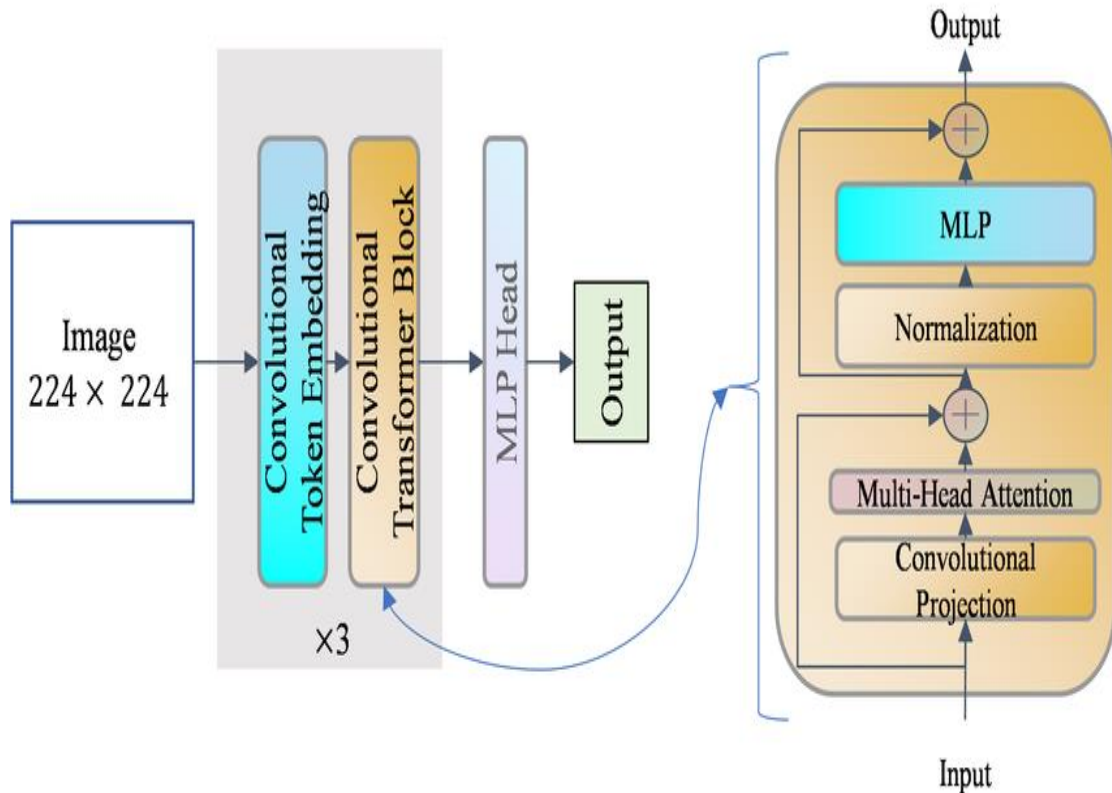 Image
224 × 224
Convolutional
Token Embedding
Convolutional
Transformer Block
×3
MLP Head
Output
Output
MLP
Normalization
Multi-Head Attention
Convolutional
Projection
Input